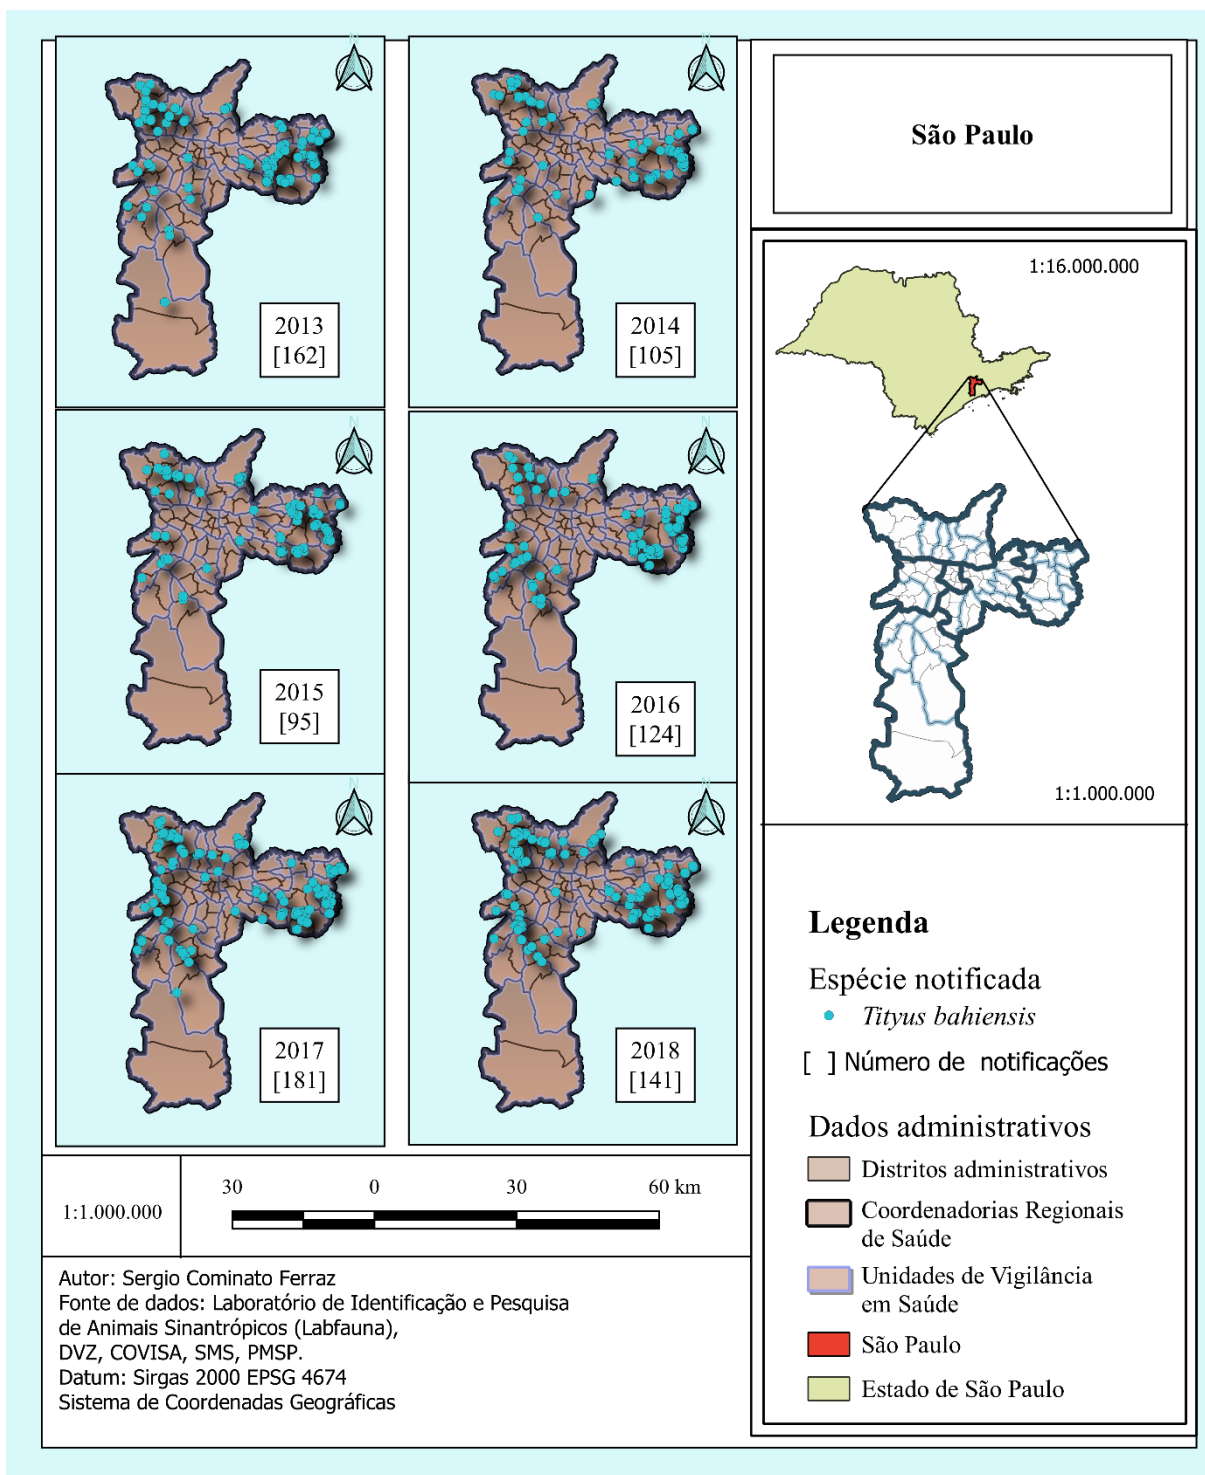 N
N
São Paulo
2013
[162]
2014
[105]
1:16.000.000
N
N
2015
[95]
2016
[124]
1:1.000.000
N
N
2017
[181]
2018
[141]
Legenda
Espécie notificada
Tityus bahiensis
[ ] Número de notificações
Dados administrativos
Distritos administrativos
Coordenadorias Regionais
de Saúde
Unidades de Vigilância
em Saúde
São Paulo
Estado de São Paulo
1:1.000.000
30 0 30 60 km
Autor: Sergio Cominato Ferraz
Fonte de dados: Laboratório de Identificação e Pesquisa
de Animais Sinantrópicos (Labfauna),
DVZ, COVISA, SMS, PMSP.
Datum: Sirgas 2000 EPSG 4674
Sistema de Coordenadas Geográficas